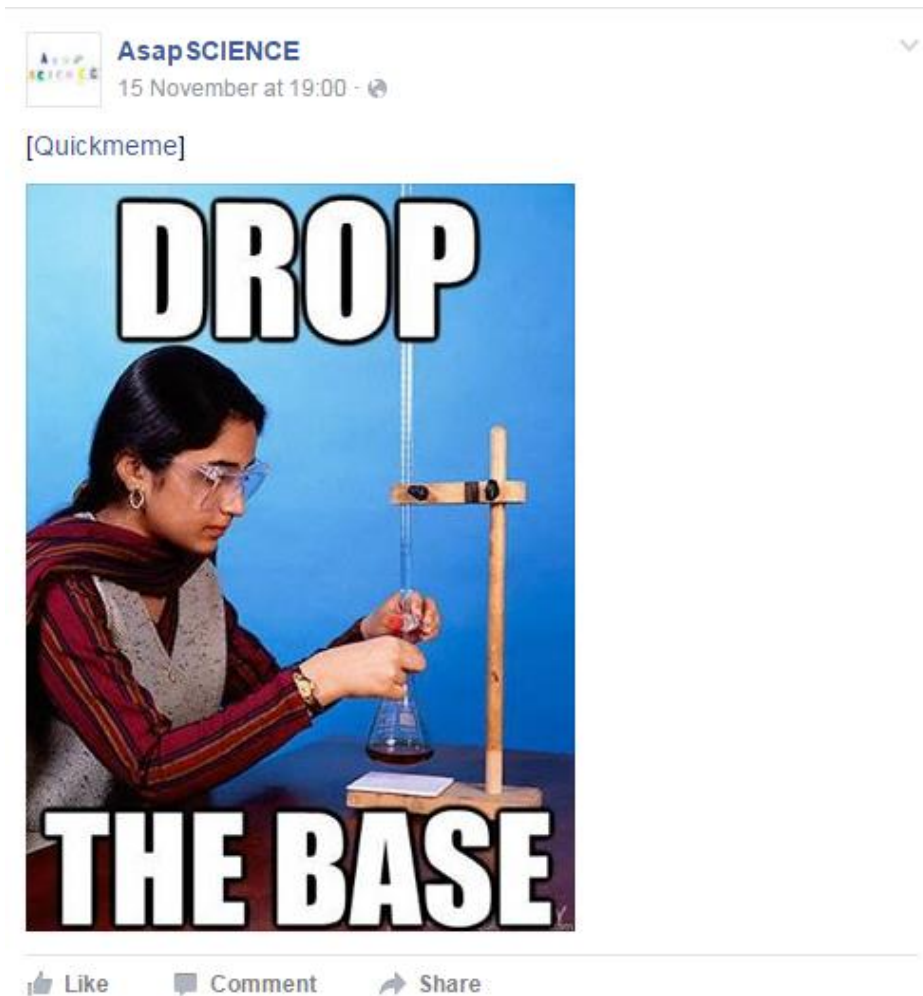 AsapSCIENCE
15 November at 19:00 ·
[Quickmeme]
DROP
THE BASE
Like Comment Share